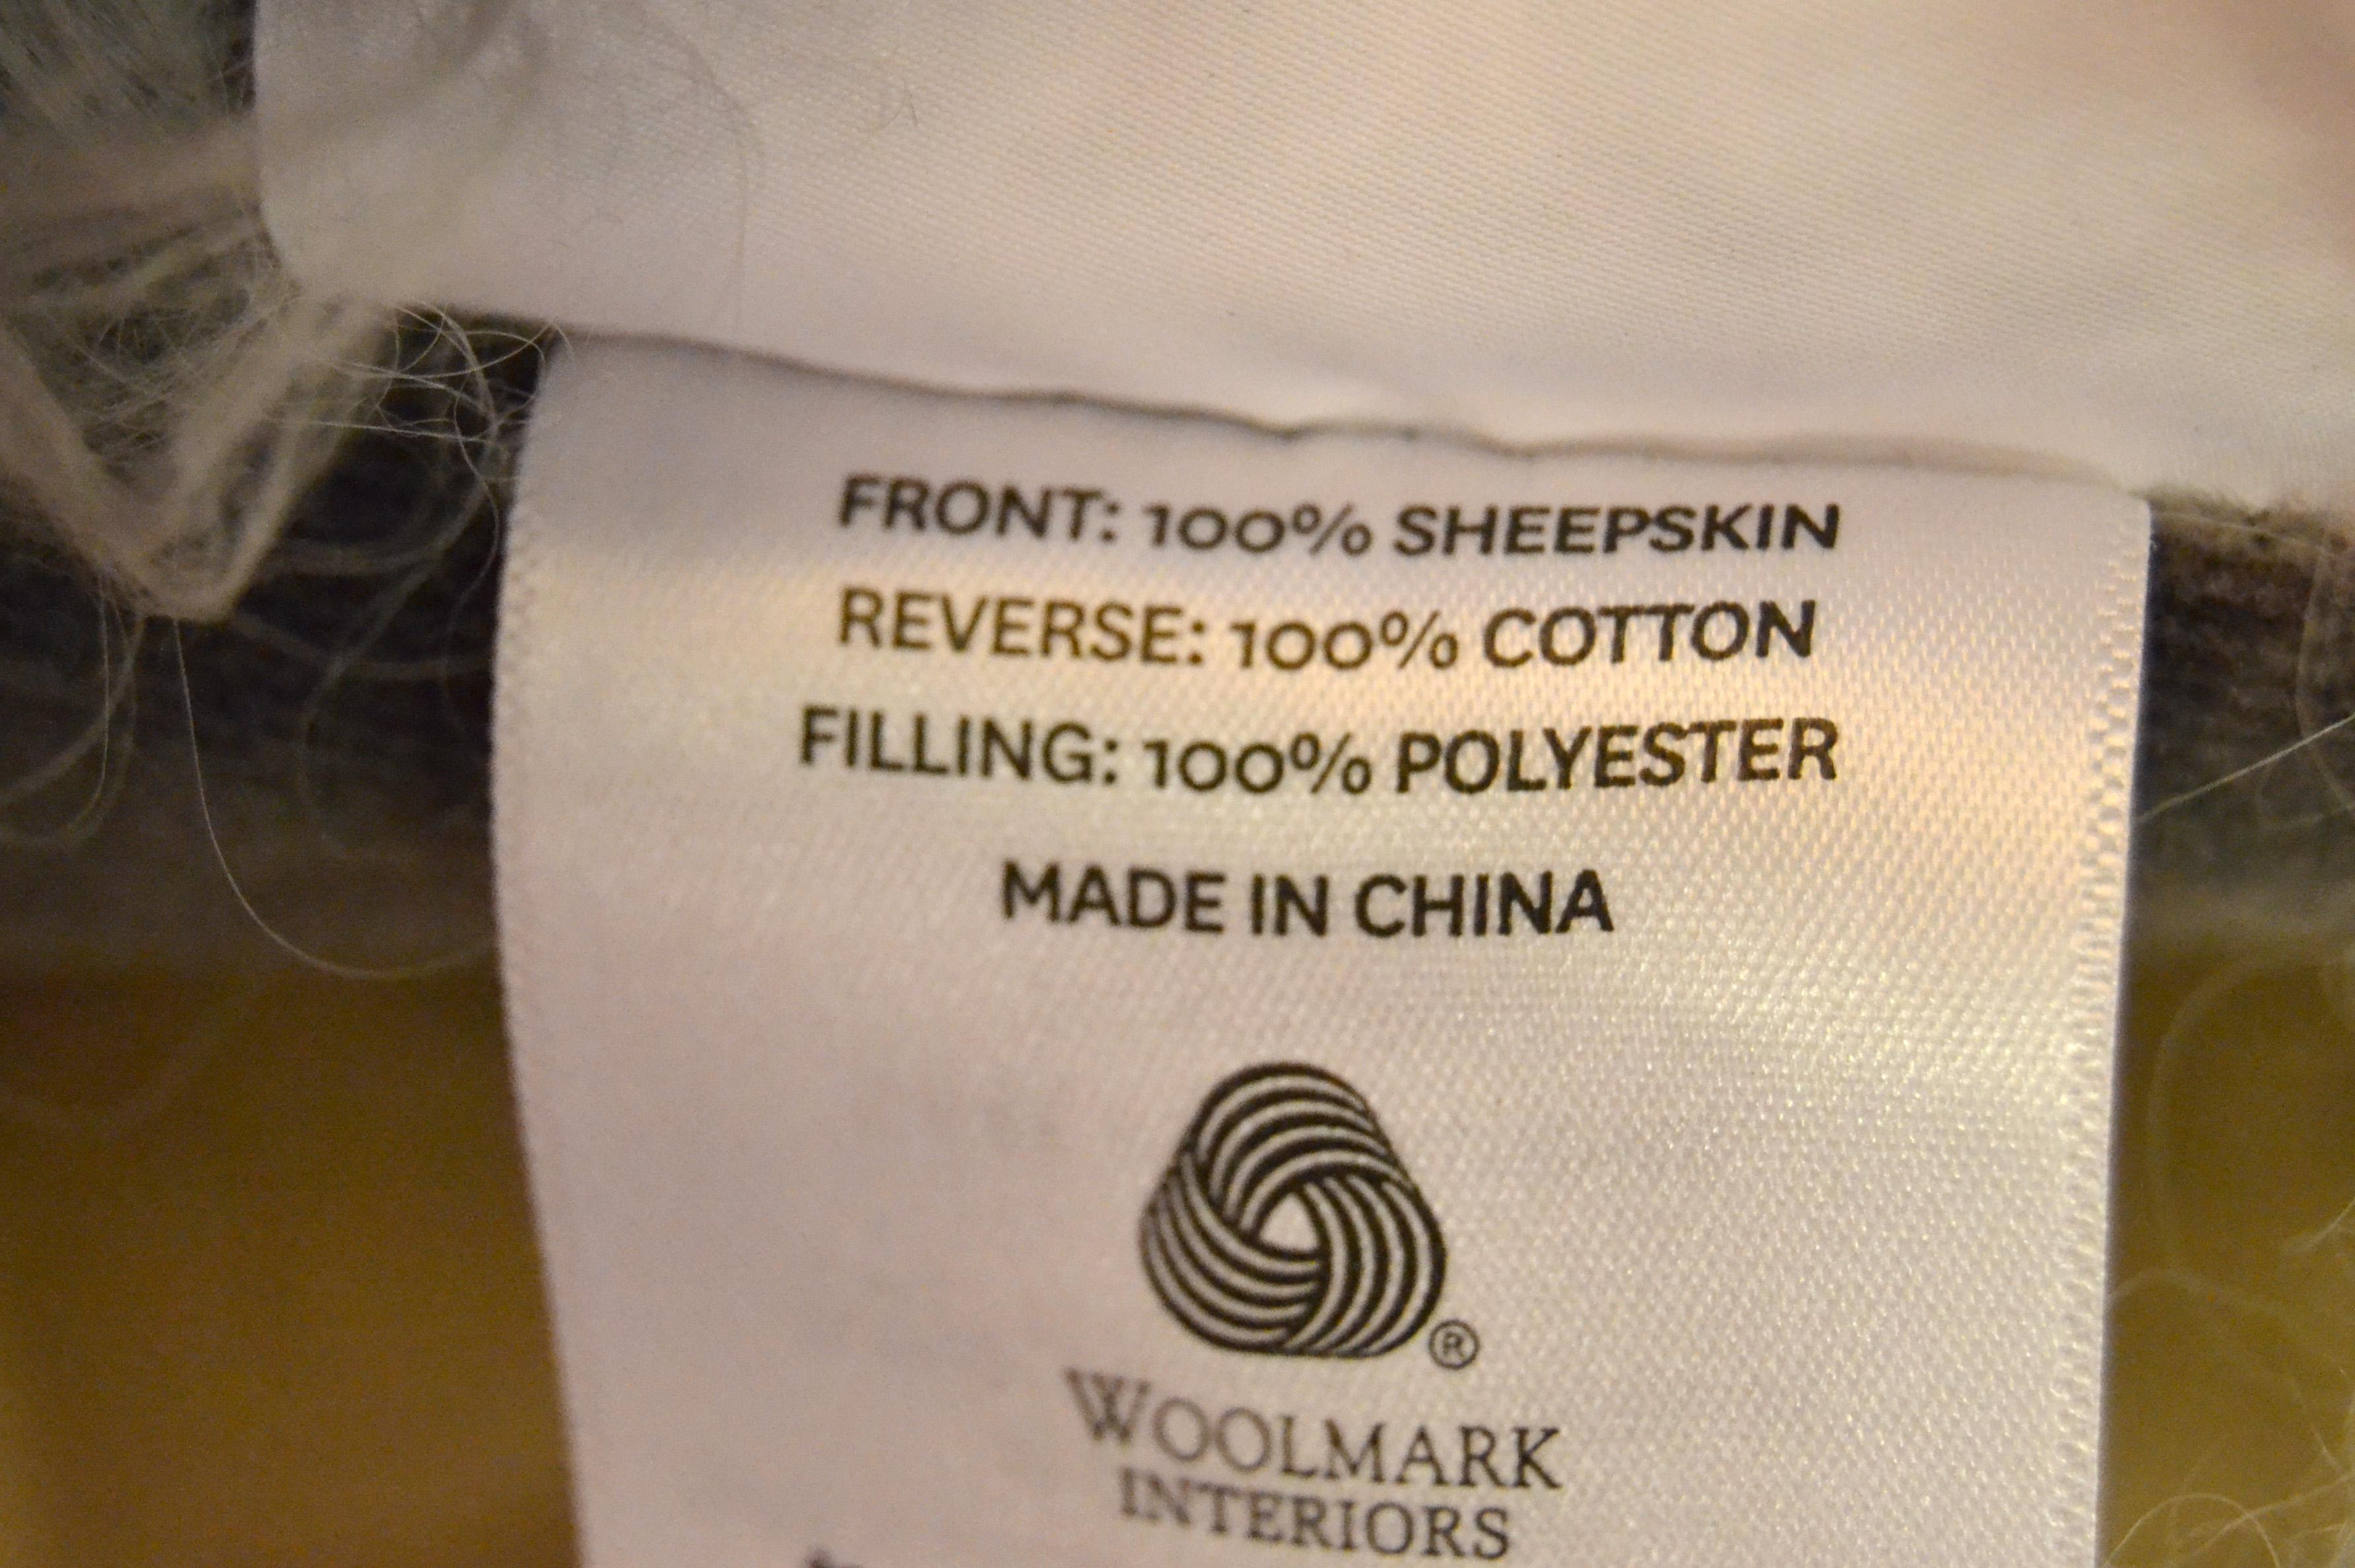 FRONT: 100% SHEEPSKIN
REVERSE: 100% COTTON
FILLING: 100% POLYESTER
MADE IN CHINA
®
WOOLMARK
INTERIORS